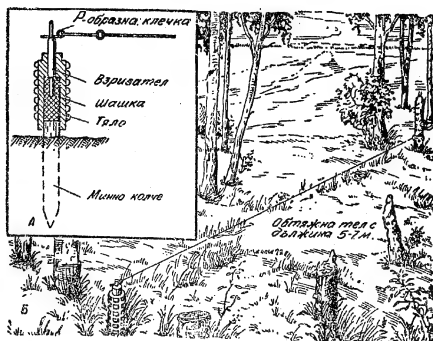 Р-образна клечка
Взривател
Шашка
Тяло
Минно колче
А
Обтяжна тел с
дължина 5-7 м.
Б